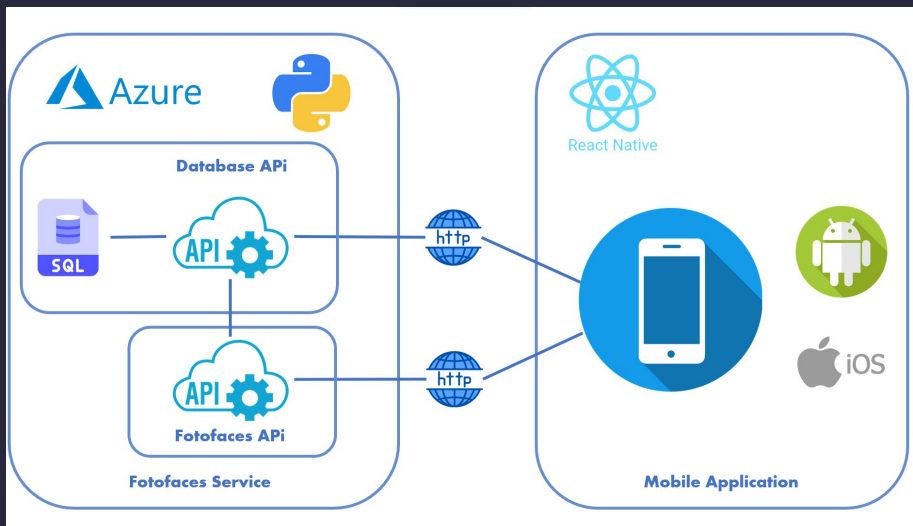 Azure
Database APi
SQL
API
http
Fotofaces APi
API
http
Fotofaces Service
React Native
iOS
Mobile Application